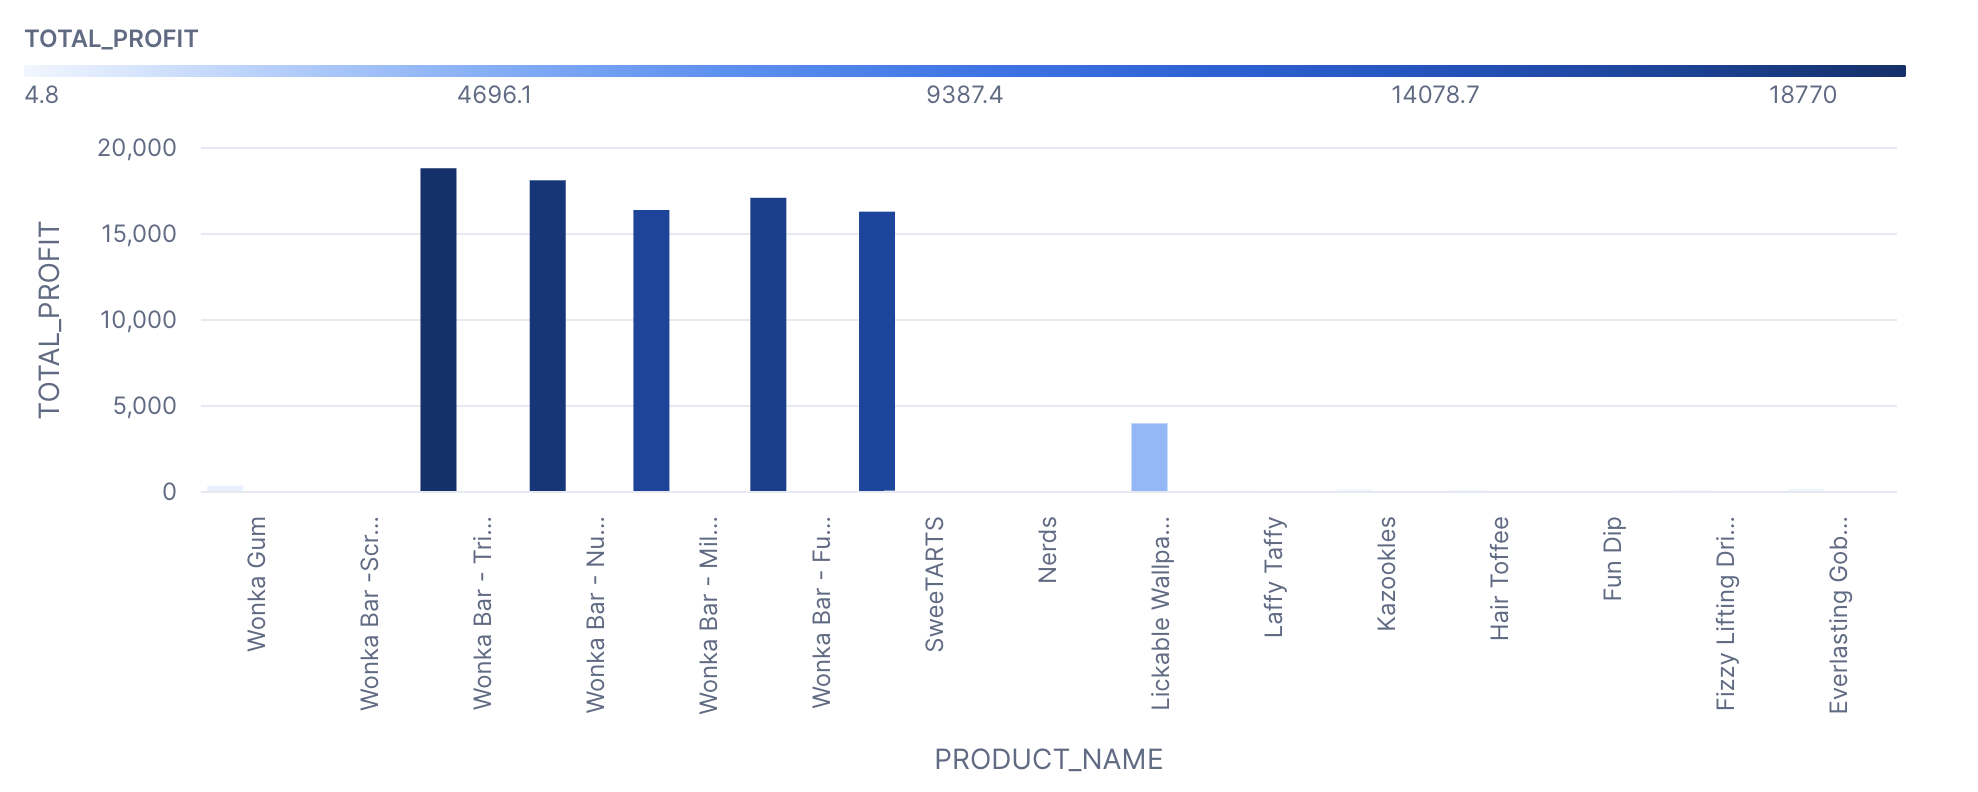 TOTAL_PROFIT
4.8 4696.1 9387.4 14078.7 18770
TOTAL_PROFIT
20,000
15,000
10,000
5,000
0
Wonka Gum
Wonka Bar -Scr...
Wonka Bar - Tri...
Wonka Bar - Nu...
Wonka Bar - Mil...
Wonka Bar - Fu...
SweeTARTS
Nerds
Lickable Wallpa...
Laffy Taffy
Kazookles
Hair Toffee
Fun Dip
Fizzy Lifting Dri...
Everlasting Gob...
PRODUCT_NAME